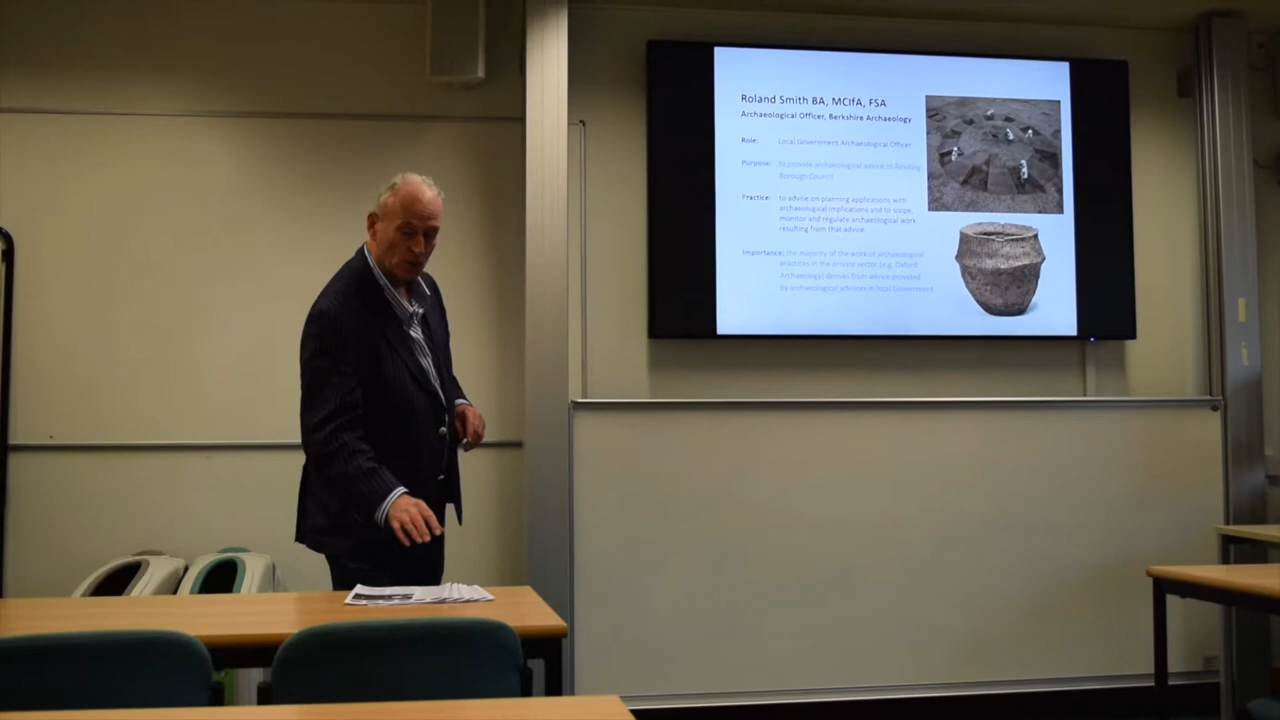 Roland Smith BA, MCIfA, FSA
Archaeological Officer, Berkshire Archaeology
Role: Local Government Archaeological Officer
Purpose: to provide archaeological advice to Reading
Borough Council
Practice: to advise on planning applications with
archaeological implications and to scope,
monitor and regulate archaeological work
resulting from that advice
Importance: the majority of the work of archaeological
practices in the private sector (e.g. Oxford
Archaeology) derives from advice provided
by archaeological advisors in local Government